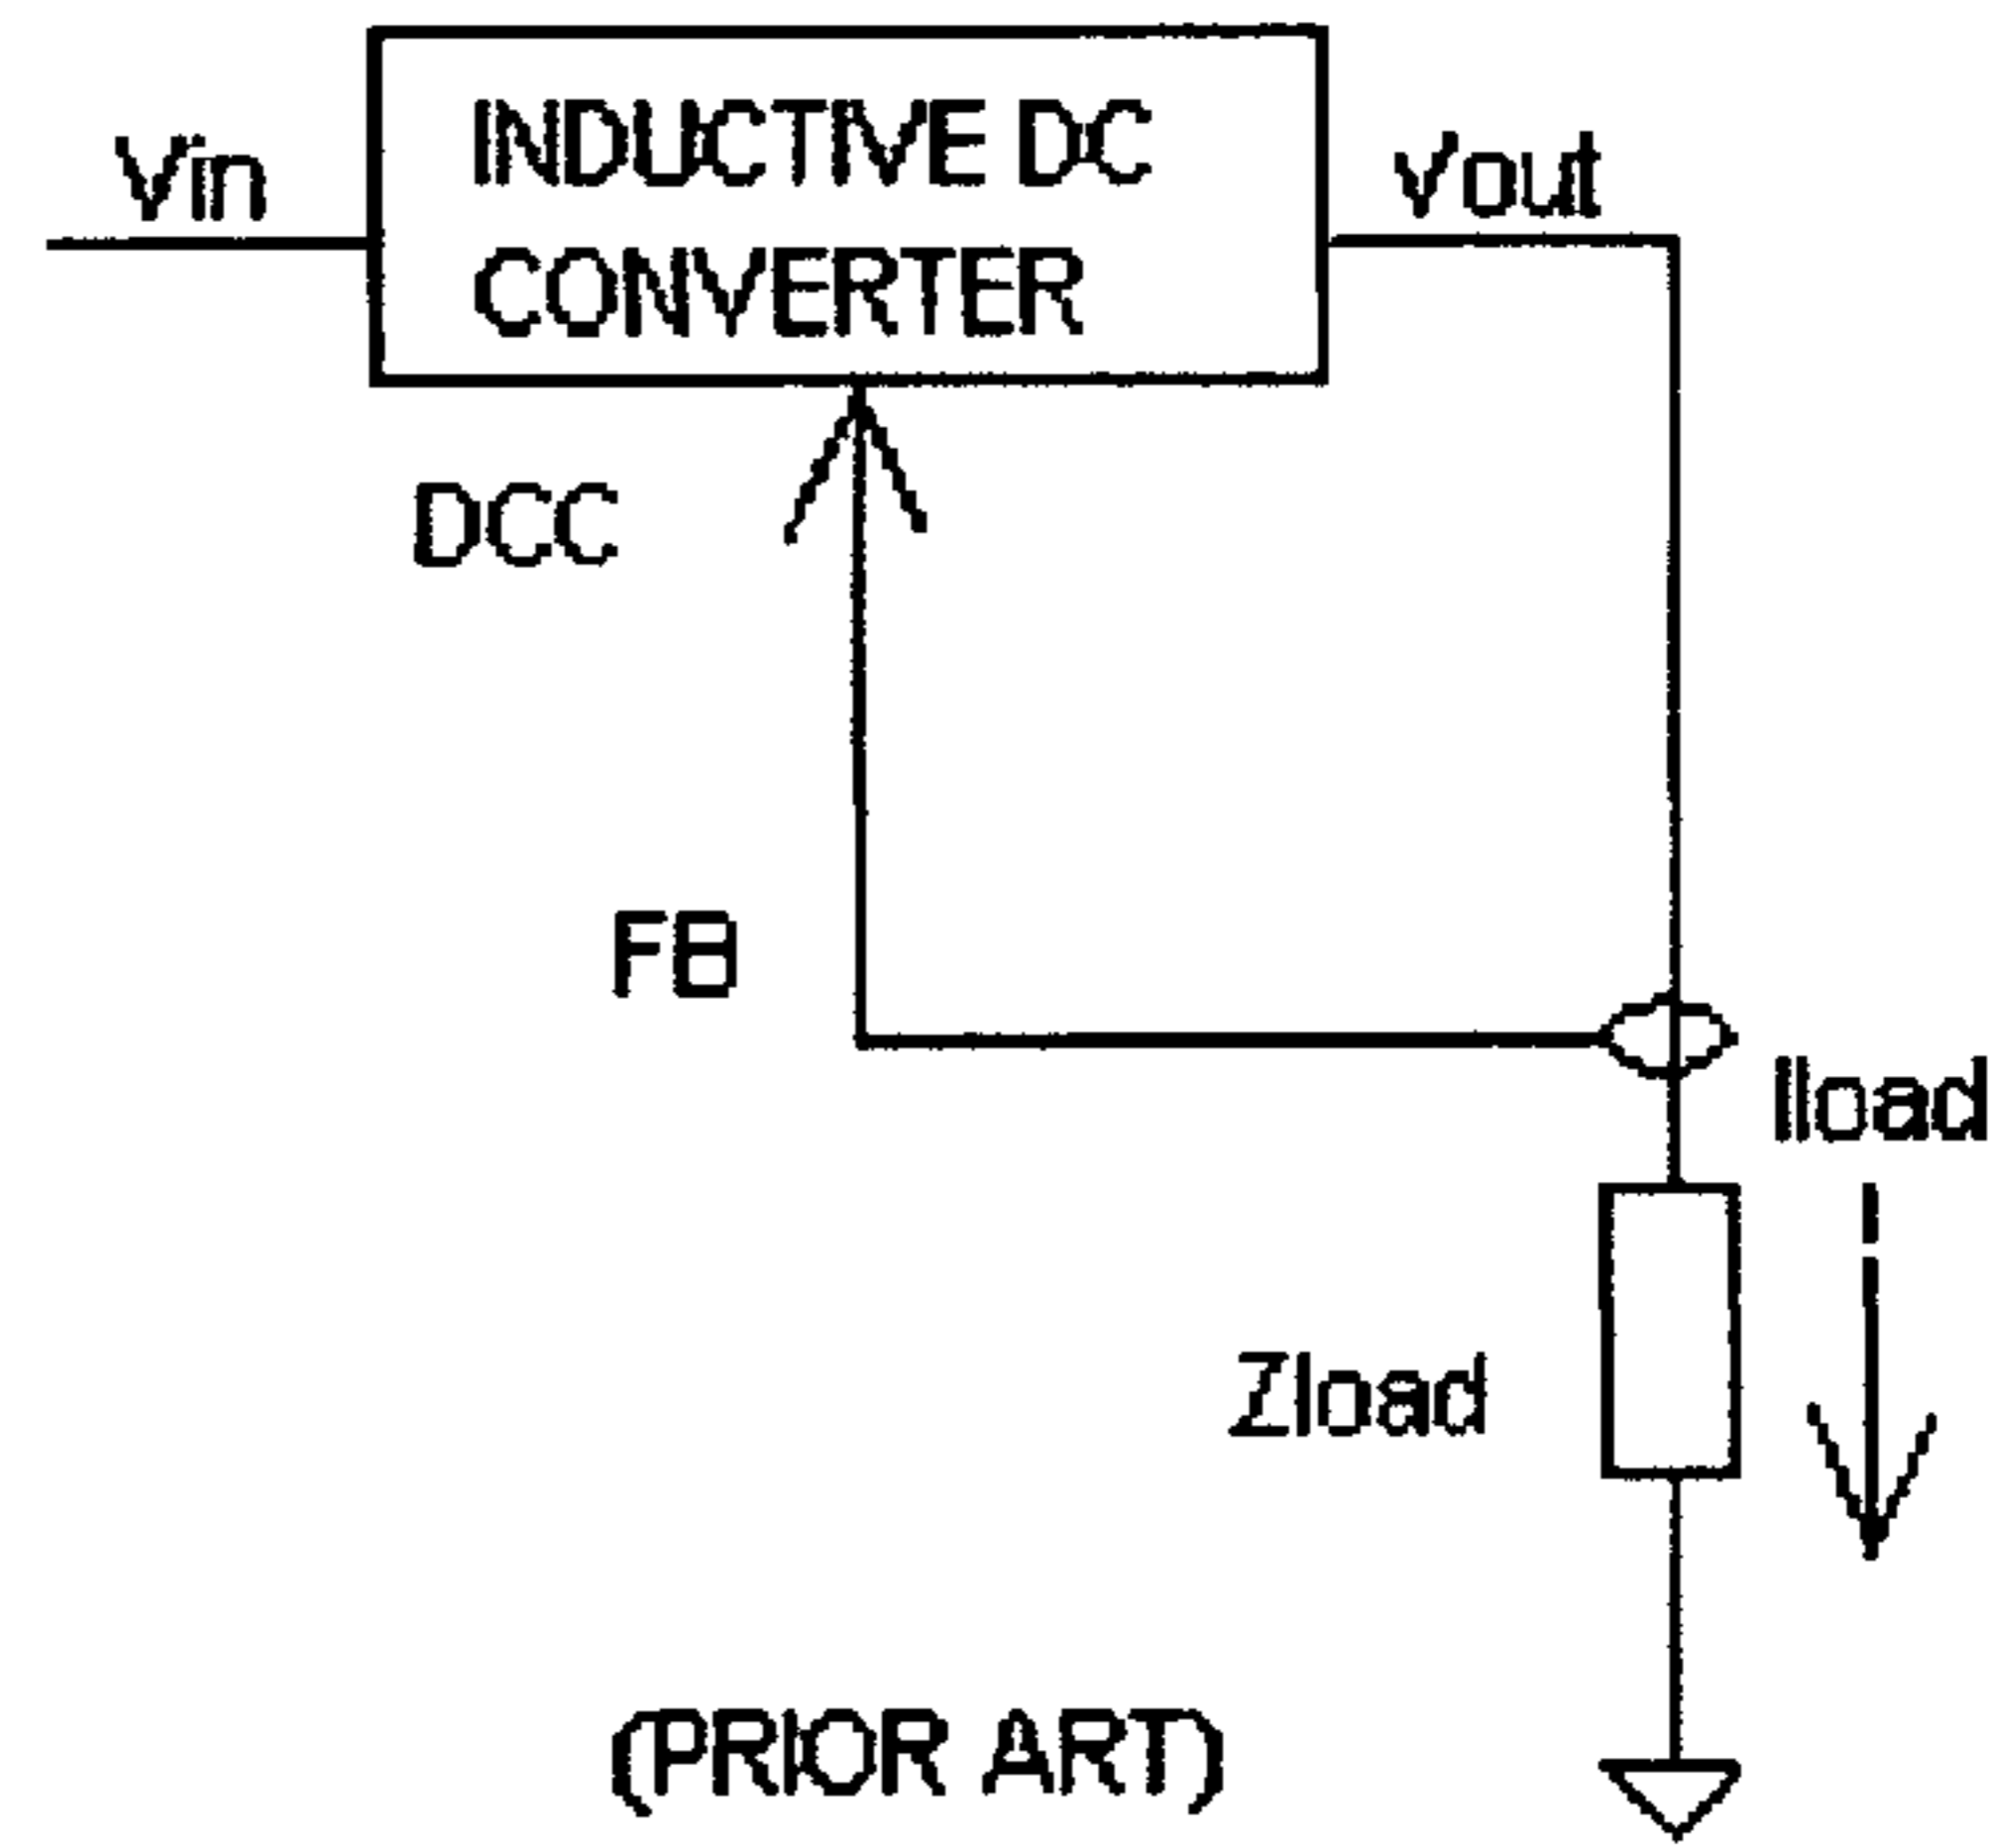 Vin
INDUCTIVE DC
CONVERTER
Vout
DCC
FB
Iload
Zload
(PRIOR ART)